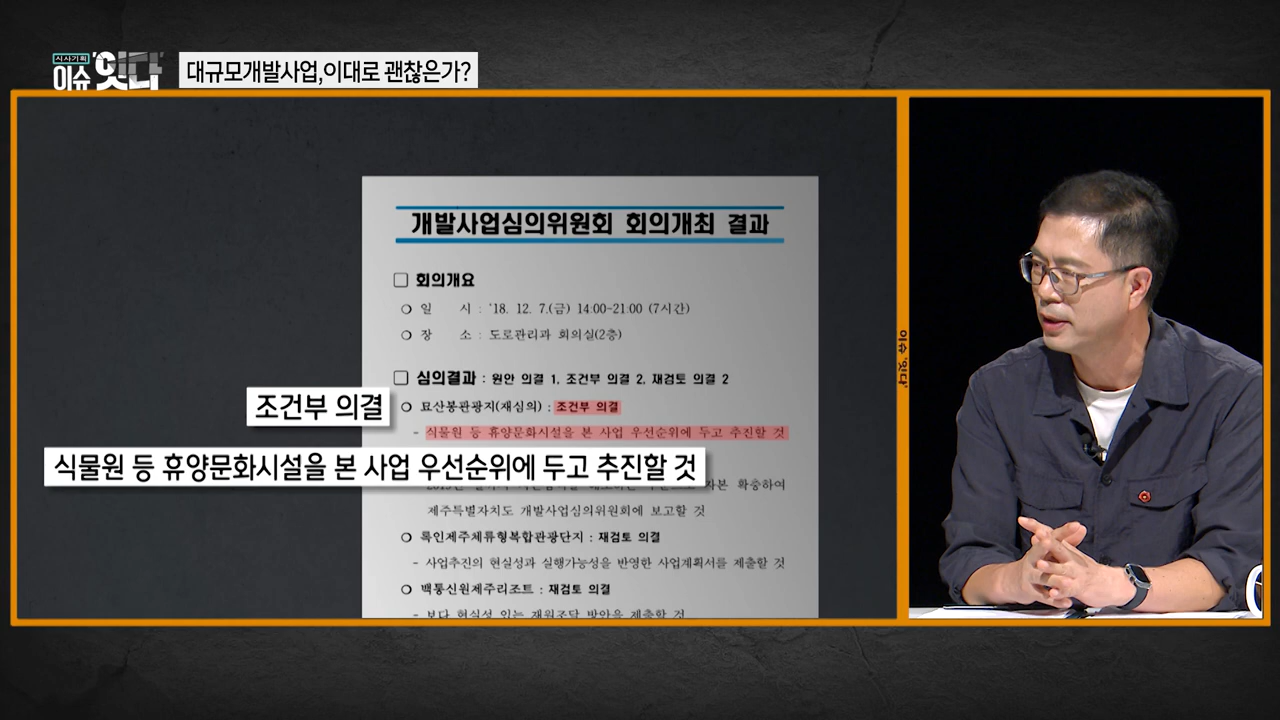 시사기획
이슈 '잇다'
대규모개발사업,이대로 괜찮은가?
개발사업심의위원회 회의개최 결과
□ 회의개요
○ 일 시 : '18. 12. 7.(금) 14:00~21:00 (7시간)
○ 장 소 : 도로관리과 회의실(2층)
□ 심의결과 : 원안 의결 1, 조건부 의결 2, 재검토 의결 2
○ 묘산봉관광지(재심의) : 조건부 의결
- 식물원 등 휴양문화시설을 본 사업 우선순위에 두고 추진할 것
조건부 의결
식물원 등 휴양문화시설을 본 사업 우선순위에 두고 추진할 것
확충하여
제주특별자치도 개발사업심의위원회에 보고할 것
○ 록인제주체류형복합관광단지 : 재검토 의결
- 사업추진의 현실성과 실행가능성을 반영한 사업계획서를 제출할 것
○ 백통신원제주리조트 : 재검토 의결
- 보다 현실성 있는 재원조달 방안을 제출할 것
이슈 '잇다'